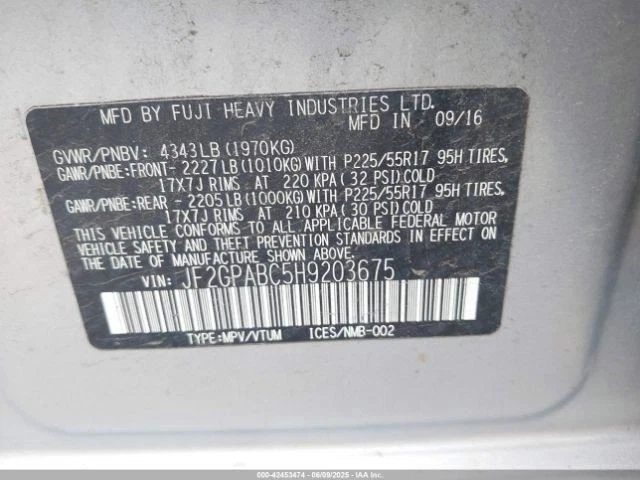 MFD BY FUJI HEAVY INDUSTRIES LTD.
MFD IN 09/16
GVWR/PNBV: 4343LB(1970KG)
GAWR/PNBE:FRONT- 2227LB(1010KG)WITH P225/55R17 95H TIRES,
17X7J RIMS AT 220 KPA(32 PSI)COLD
GAWR/PNBE:REAR - 2205LB(1000KG)WITH P225/55R17 95H TIRES,
17X7J RIMS AT 210 KPA(30 PSI)COLD
THIS VEHICLE CONFORMS TO ALL APPLICABLE FEDERAL MOTOR
VEHICLE SAFETY AND THEFT PREVENTION STANDARDS IN EFFECT ON
THE DATE OF MANUFACTURE SHOWN ABOVE.
VIN: JF2GPABC5H9203675
TYPE:MPV/VTUM ICES/NMB-002
000-42453474 - 06/09/2025 - IAAI.CA